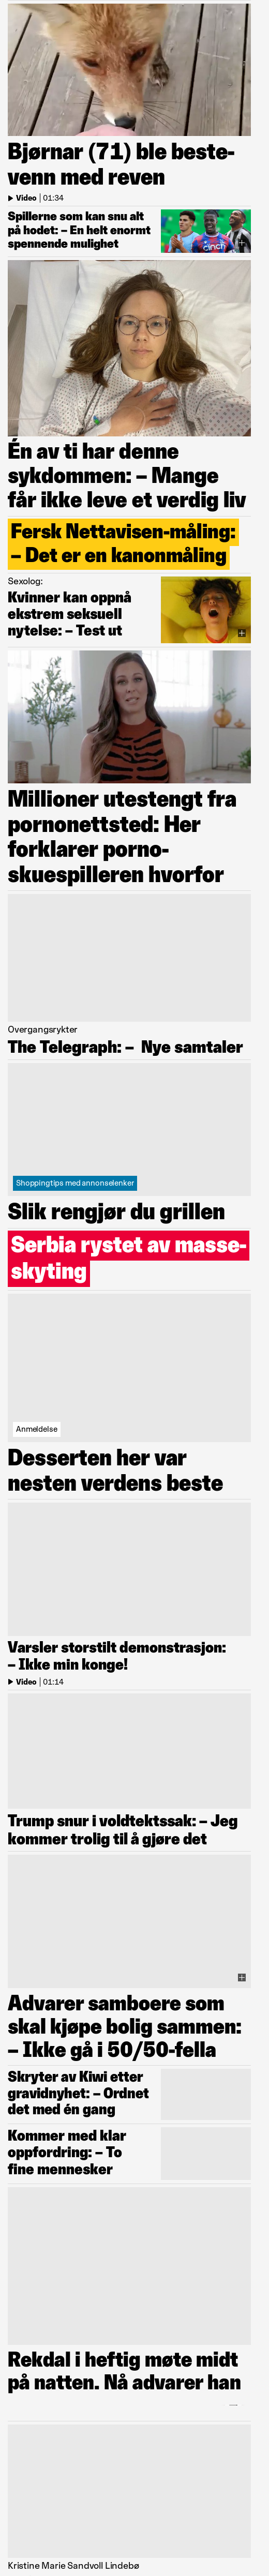 Bjørnar (71) ble beste-
venn med reven
Video | 01:34
Spillerne som kan snu alt
på hodet: – En helt enormt
spennende mulighet
cinch
Én av ti har denne
sykdommen: – Mange
får ikke leve et verdig liv
Fersk Nettavisen-måling:
– Det er en kanonmåling
Sexolog:
Kvinner kan oppnå
ekstrem seksuell
nytelse: – Test ut
Millioner utestengt fra
pornonettsted: Her
forklarer porno-
skuespilleren hvorfor
Overgangsrykter
The Telegraph: – Nye samtaler
Shoppingtips med annonselenker
Slik rengjør du grillen
Serbia rystet av masse-
skyting
Anmeldelse
Desserten her var
nesten verdens beste
Varsler storstilt demonstrasjon:
– Ikke min konge!
Video | 01:14
Trump snur i voldtektssak: – Jeg
kommer trolig til å gjøre det
Advarer samboere som
skal kjøpe bolig sammen:
– Ikke gå i 50/50-fella
Skryter av Kiwi etter
gravidnyhet: – Ordnet
det med én gang
Kommer med klar
oppfordring: – To
fine mennesker
Rekdal i heftig møte midt
på natten. Nå advarer han
Kristine Marie Sandvoll Lindebø